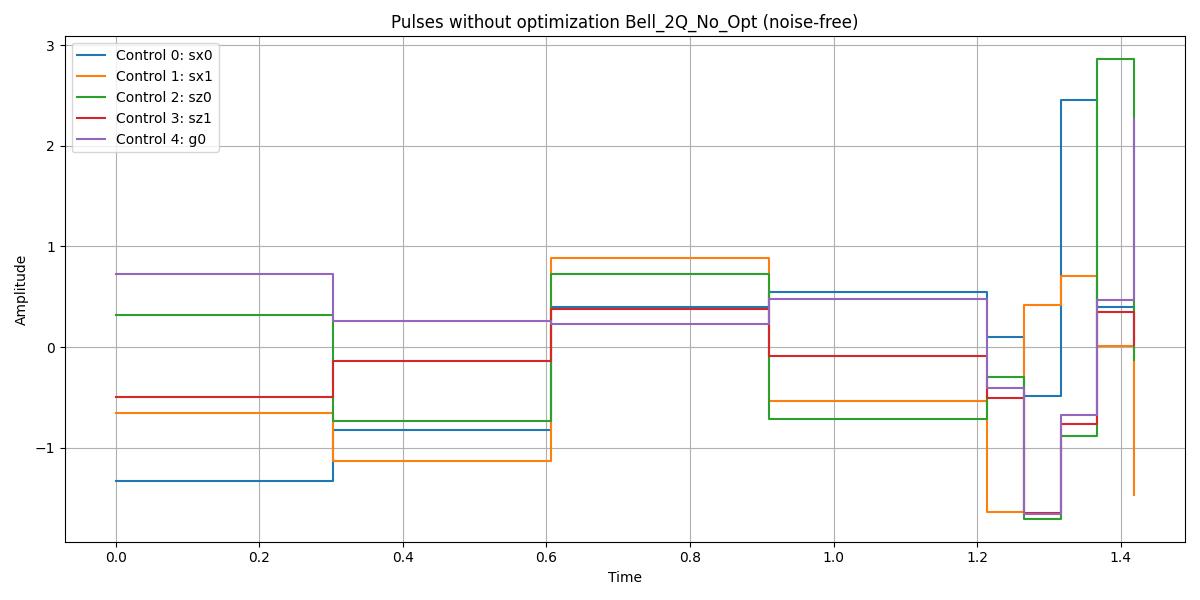 Pulses without optimization Bell_2Q_No_Opt (noise-free)
Control 0: sx0
Control 1: sx1
Control 2: sz0
Control 3: sz1
Control 4: g0
3
2
1
0
−1
Amplitude
0.0 0.2 0.4 0.6 0.8 1.0 1.2 1.4
Time